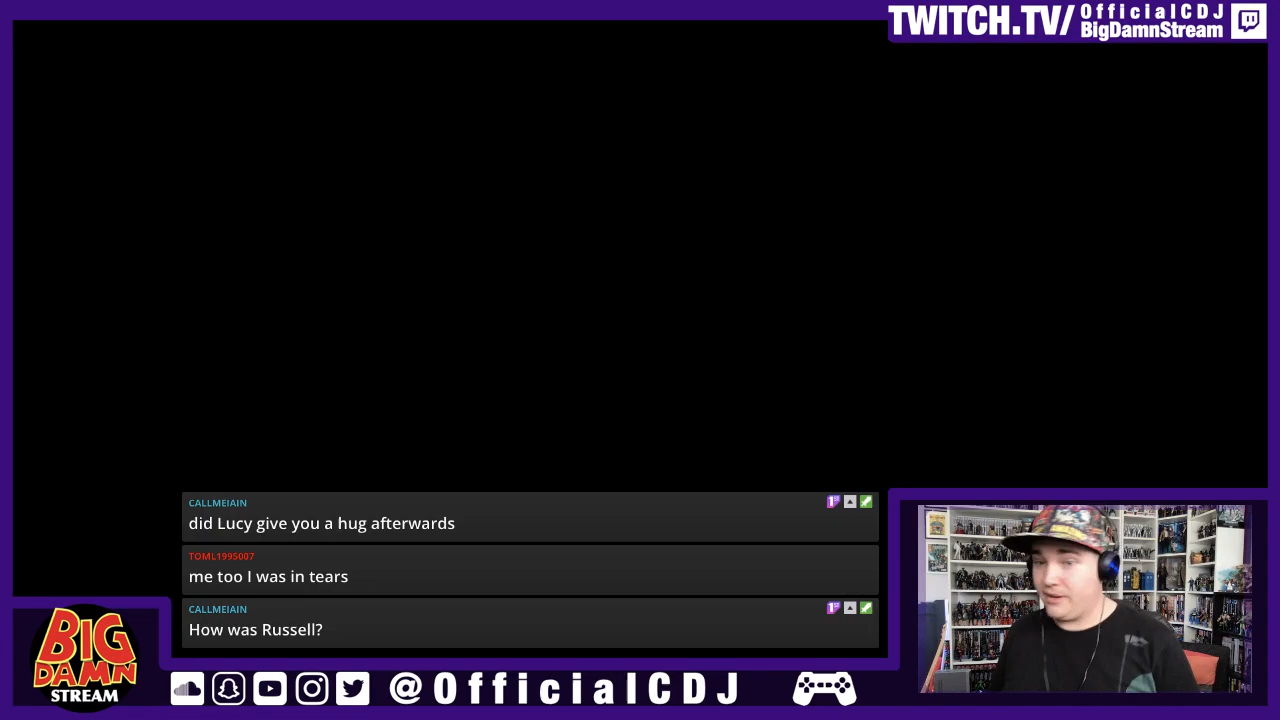 TWITCH.TV/
OfficialCDJ
BigDamnStream
CALLMEIAIN
did Lucy give you a hug afterwards
TOML1995007
me too I was in tears
CALLMEIAIN
How was Russell?
BIG
DAMN
STREAM
@OfficialCDJ